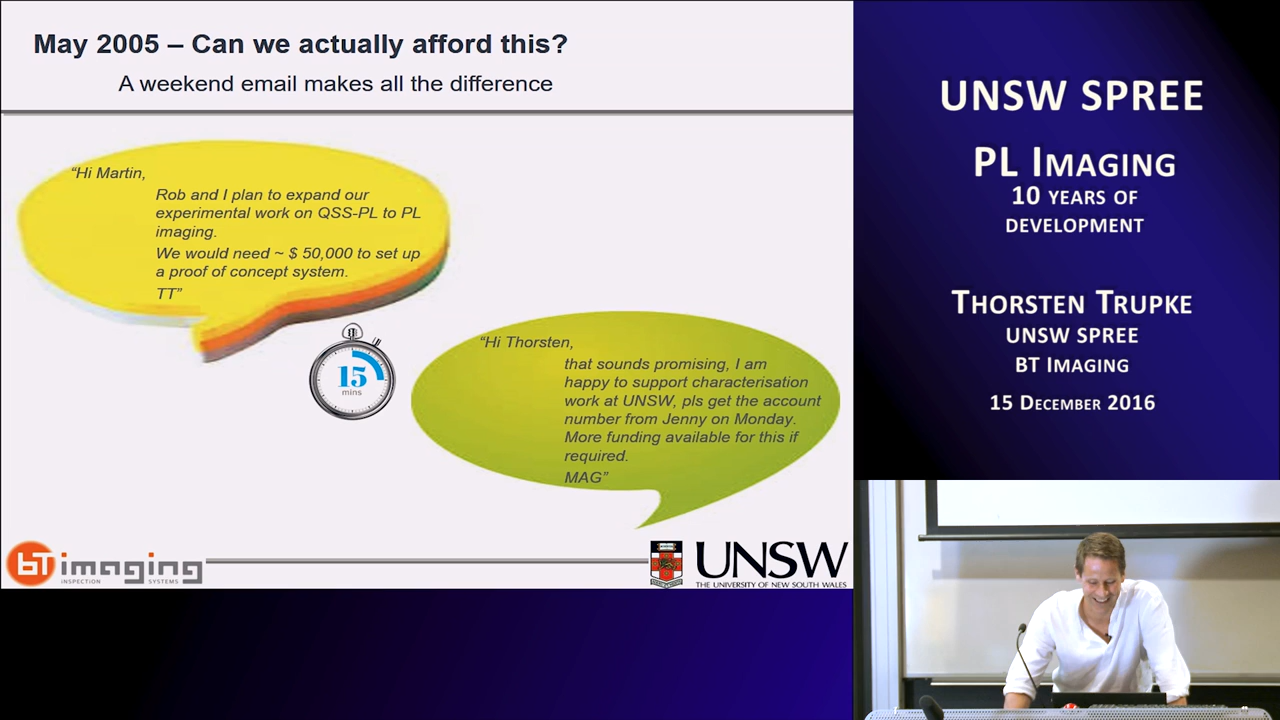 May 2005 – Can we actually afford this?
A weekend email makes all the difference
“Hi Martin,
Rob and I plan to expand our
experimental work on QSS-PL to PL
imaging.
We would need ~ $ 50,000 to set up
a proof of concept system.
TT”
15
mins
“Hi Thorsten,
that sounds promising, I am
happy to support characterisation
work at UNSW, pls get the account
number from Jenny on Monday.
More funding available for this if
required.
MAG”
bT imaging
INSPECTION SYSTEMS
UNSW
THE UNIVERSITY OF NEW SOUTH WALES
UNSW SPREE
PL IMAGING
10 YEARS OF
DEVELOPMENT
THORSTEN TRUPKE
UNSW SPREE
BT IMAGING
15 DECEMBER 2016